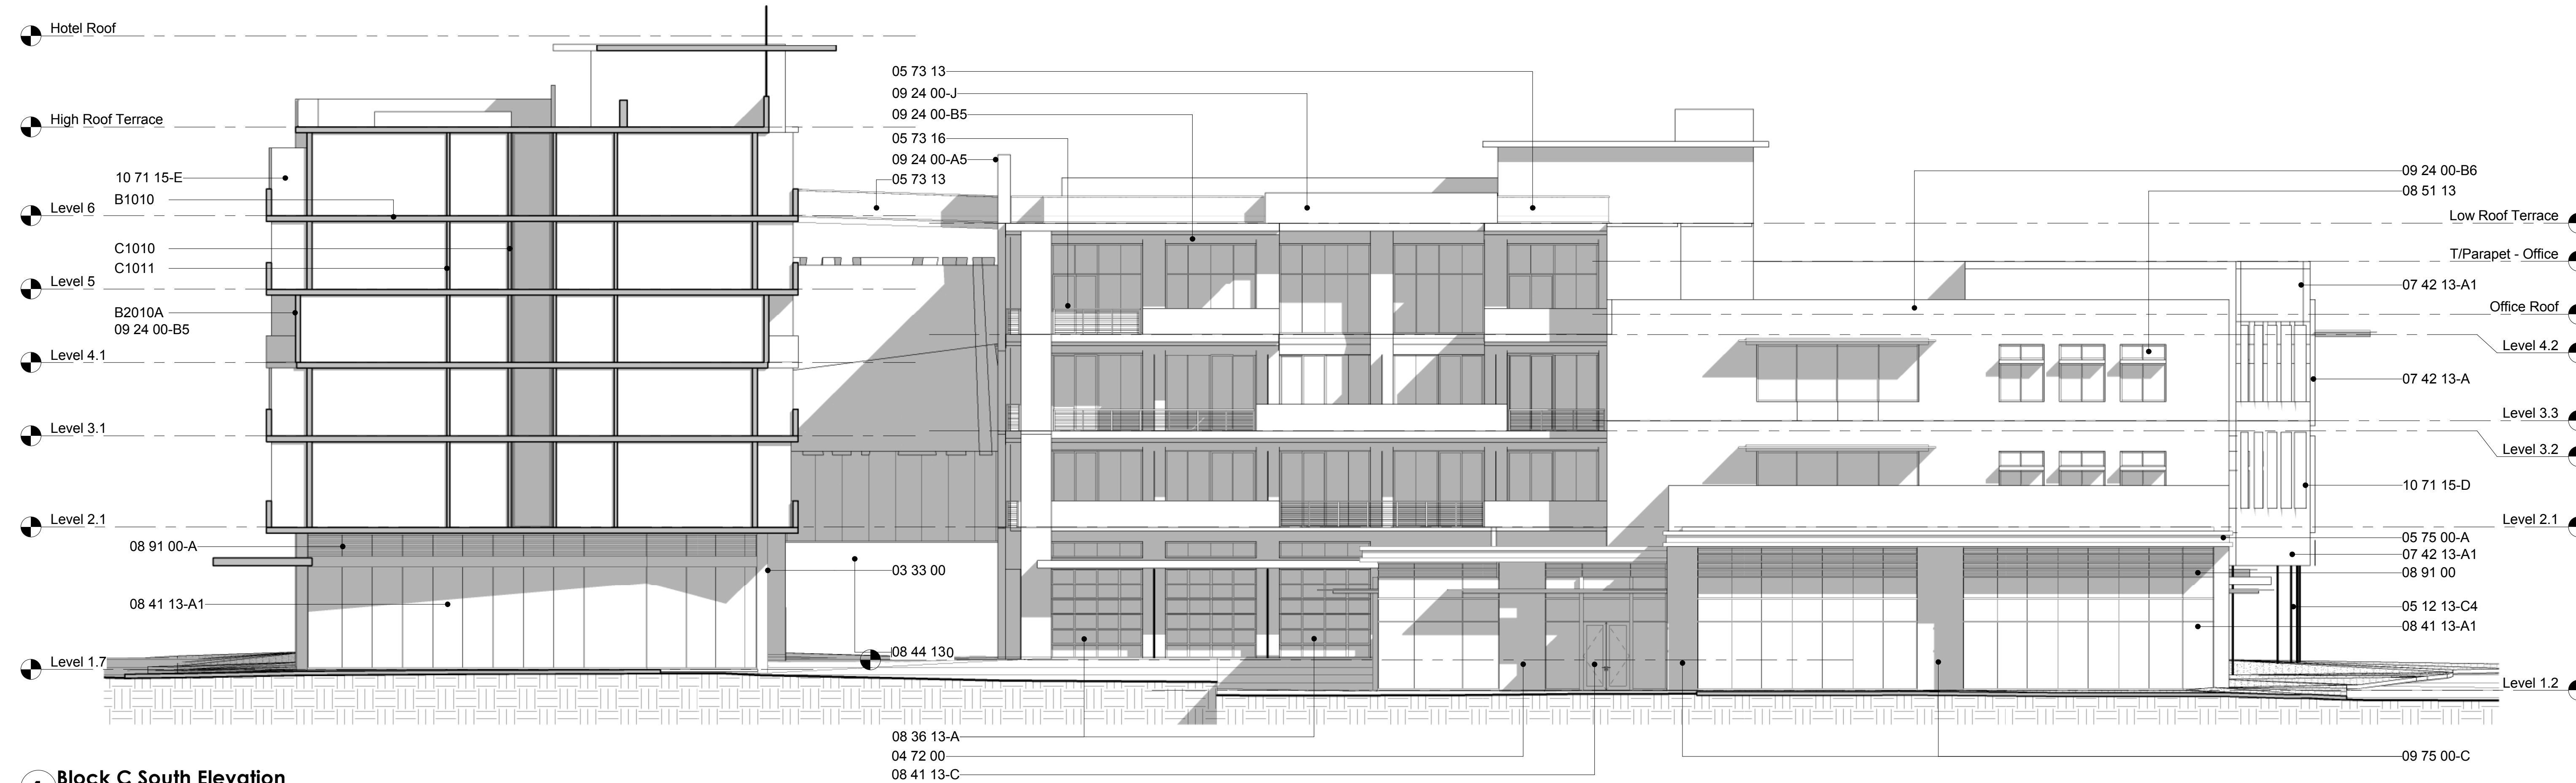 Hotel Roof
High Roof Terrace
10 71 15-E
B1010
Level 6
C1010
C1011
Level 5
B2010A
09 24 00-B5
Level 4.1
Level 3.1
Level 2.1
08 91 00-A
08 41 13-A1
Level 1.7
05 73 13
09 24 00-J
09 24 00-B5
05 73 16
09 24 00-A5
05 73 13
03 33 00
08 44 130
08 36 13-A
04 72 00
08 41 13-C
09 24 00-B6
08 51 13
Low Roof Terrace
T/Parapet - Office
07 42 13-A1
Office Roof
Level 4.2
07 42 13-A
Level 3.3
Level 3.2
10 71 15-D
Level 2.1
05 75 00-A
07 42 13-A1
08 91 00
05 12 13-C4
08 41 13-A1
Level 1.2
09 75 00-C
Block C South Elevation